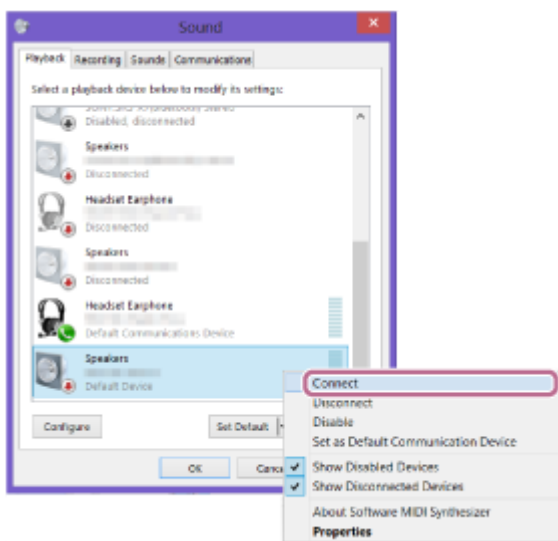 Sound
Playback Recording Sounds Communications
Select a playback device below to modify its settings:
Disabled, disconnected
Speakers
Disconnected
Headset Earphone
Disconnected
Speakers
Disconnected
Headset Earphone
Default Communications Device
Speakers
Default Device
Configure
Set Default
OK
Connect
Disconnect
Disable
Set as Default Communication Device
Show Disabled Devices
Show Disconnected Devices
About Software MIDI Synthesizer
Properties